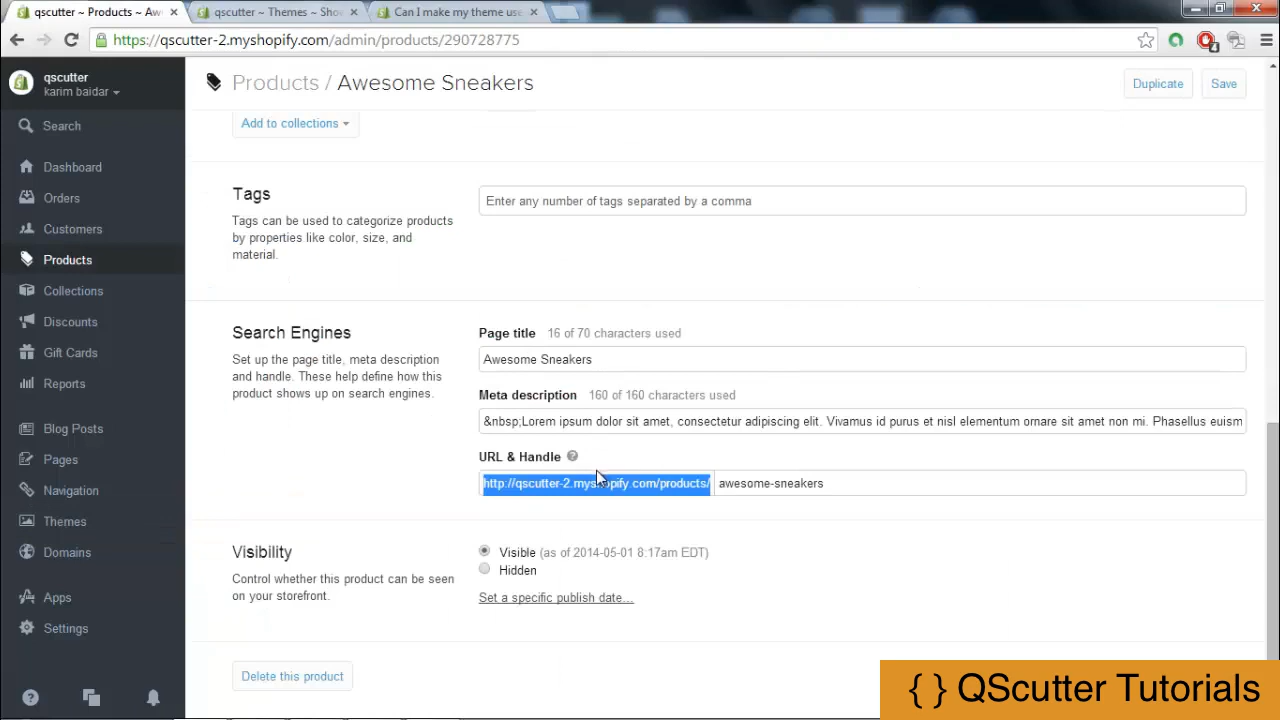 qscutter ~ Products ~ Aw
qscutter ~ Themes ~ Sho
Can I make my theme use
https://qscutter-2.myshopify.com/admin/products/290728775
4
qscutter
karim baidar
Products / Awesome Sneakers
Duplicate
Save
Search
Dashboard
Orders
Customers
Products
Collections
Discounts
Gift Cards
Reports
Blog Posts
Pages
Navigation
Themes
Domains
Apps
Settings
Add to collections
Tags
Tags can be used to categorize products
by properties like color, size, and
material.
Enter any number of tags separated by a comma
Search Engines
Set up the page title, meta description
and handle. These help define how this
product shows up on search engines.
Page title 16 of 70 characters used
Awesome Sneakers
Meta description 160 of 160 characters used
&nbsp;Lorem ipsum dolor sit amet, consectetur adipiscing elit. Vivamus id purus et nisl elementum ornare sit amet non mi. Phasellus euism
URL & Handle ?
http://qscutter-2.myshopify.com/products/ awesome-sneakers
Visibility
Control whether this product can be seen
on your storefront.
Visible (as of 2014-05-01 8:17am EDT)
Hidden
Set a specific publish date...
Delete this product
{ } QScutter Tutorials